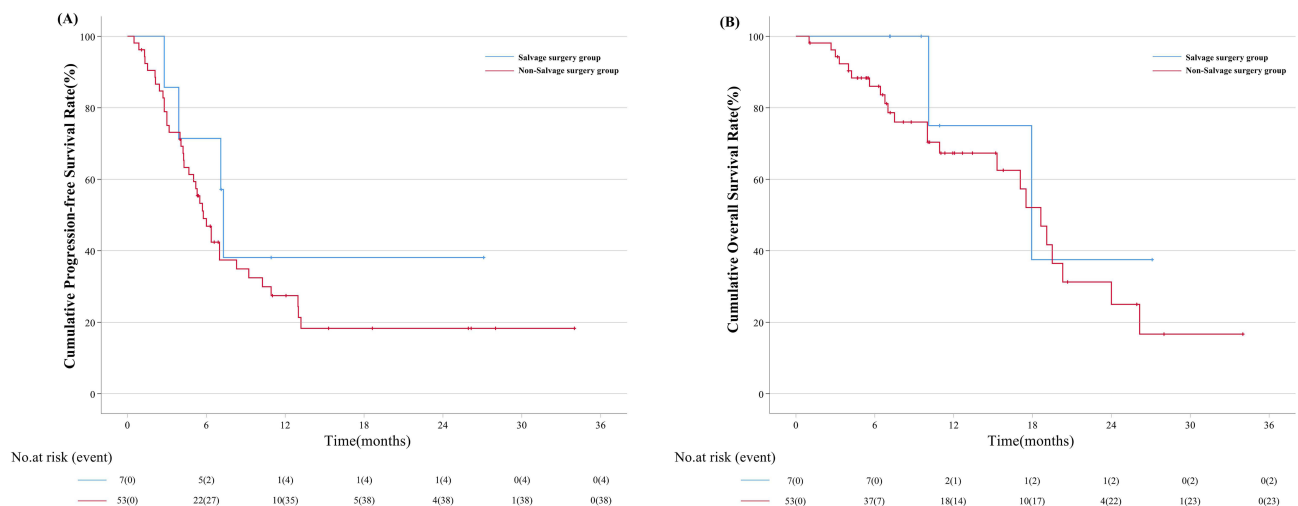 (A)
Cumulative Progression-free Survival Rate(%)
100
80
60
40
20
0
Salvage surgery group
Non-Salvage surgery group
0 6 12 18 24 30 36
Time(months)
No.at risk (event)
7(0) 5(2) 1(4) 1(4) 1(4) 0(4) 0(4)
53(0) 22(27) 10(35) 5(38) 4(38) 1(38) 0(38)
(B)
Cumulative Overall Survival Rate(%)
100
80
60
40
20
0
Salvage surgery group
Non-Salvage surgery group
0 6 12 18 24 30 36
Time(months)
No.at risk (event)
7(0) 7(0) 2(1) 1(2) 1(2) 0(2) 0(2)
53(0) 37(7) 18(14) 10(17) 4(22) 1(23) 0(23)